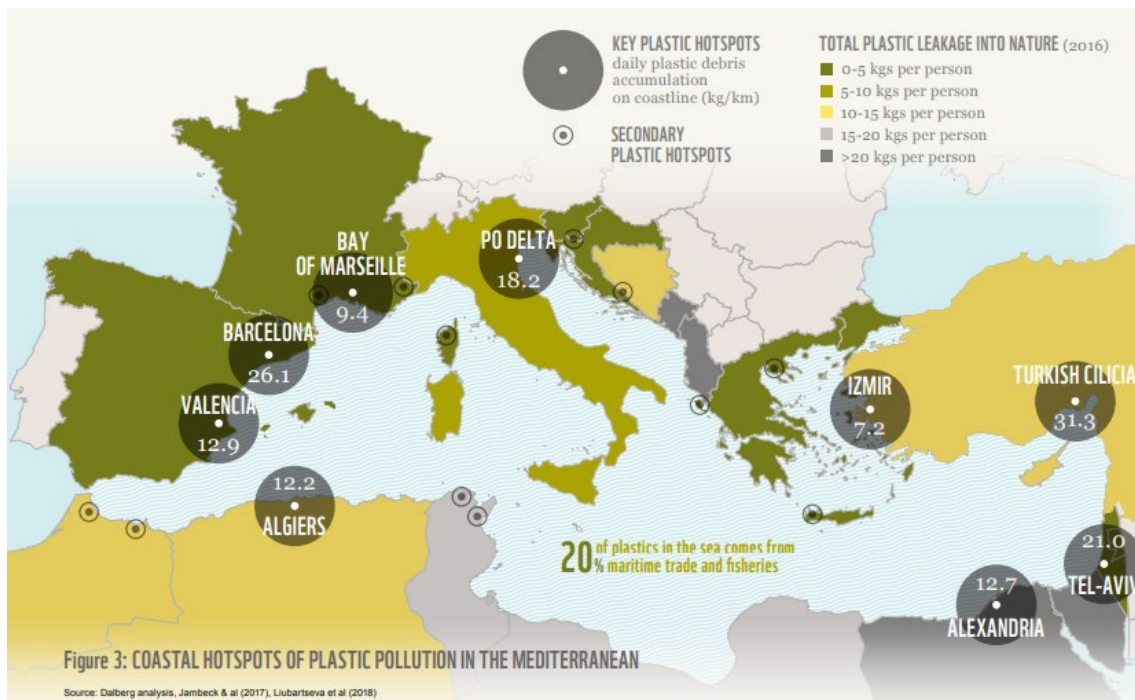 KEY PLASTIC HOTSPOTS
daily plastic debris
accumulation
on coastline (kg/km)
SECONDARY
PLASTIC HOTSPOTS
TOTAL PLASTIC LEAKAGE INTO NATURE (2016)
0-5 kgs per person
5-10 kgs per person
10-15 kgs per person
15-20 kgs per person
>20 kgs per person
BAY
OF MARSEILLE
9.4
PO DELTA
18.2
BARCELONA
26.1
VALENCIA
12.9
IZMIR
7.2
TURKISH CILICIA
31.3
12.2
ALGIERS
21.0
TEL-AVIV
12.7
ALEXANDRIA
20% of plastics in the sea comes from
maritime trade and fisheries
Figure 3: COASTAL HOTSPOTS OF PLASTIC POLLUTION IN THE MEDITERRANEAN
Source: Dalberg analysis, Jambeck & al (2017), Liubartseva et al (2018)